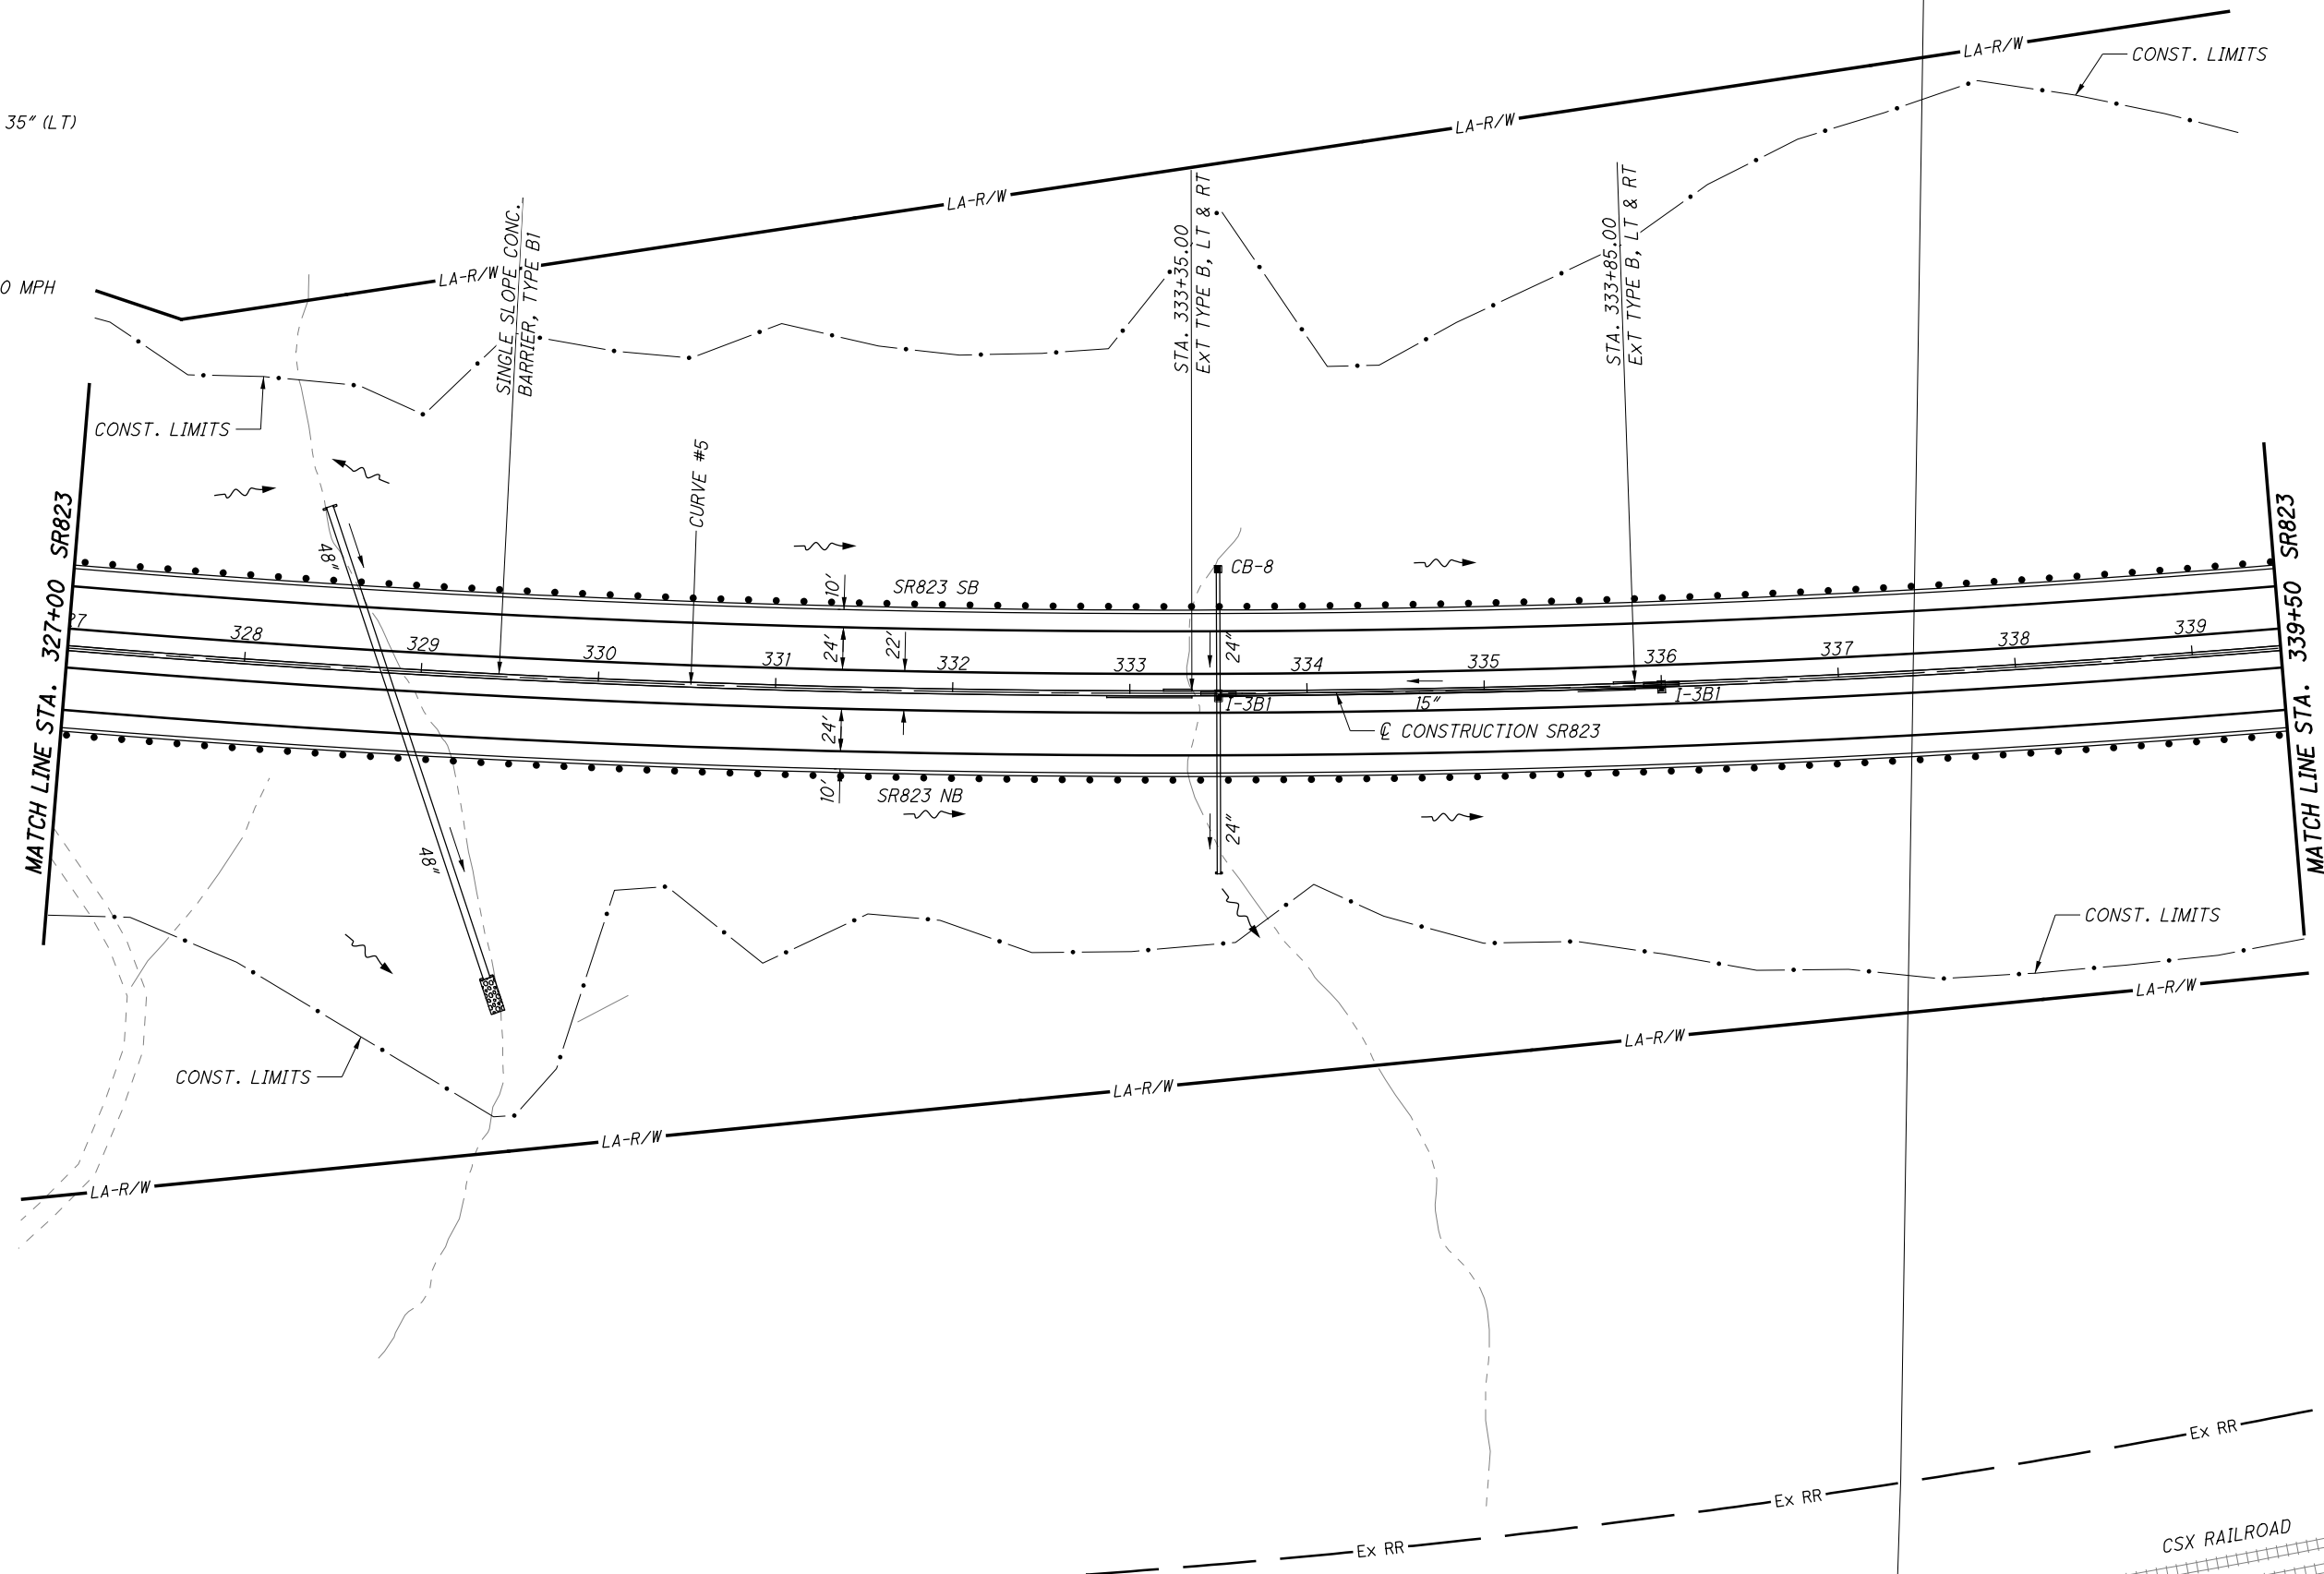 LA-R/W
CONST. LIMITS
35" (LT)
LA-R/W
LA-R/W
0 MPH
LA-R/W
SINGLE SLOPE CONC.
BARRIER, TYPE B1
STA. 333+35.00
ExT TYPE B, LT & RT
STA. 333+85.00
ExT TYPE B, LT & RT
CONST. LIMITS
CURVE #5
MATCH LINE STA. 327+00 SR823
MATCH LINE STA. 339+50 SR823
48"
CB-8
10'
SR823 SB
24'
22'
24"
27
328
329
330
331
332
333
334
335
336
337
338
339
I-3B1
15"
I-3B1
℄ CONSTRUCTION SR823
24'
10'
SR823 NB
24"
48"
CONST. LIMITS
LA-R/W
CONST. LIMITS
LA-R/W
LA-R/W
LA-R/W
LA-R/W
Ex RR
Ex RR
Ex RR
CSX RAILROAD